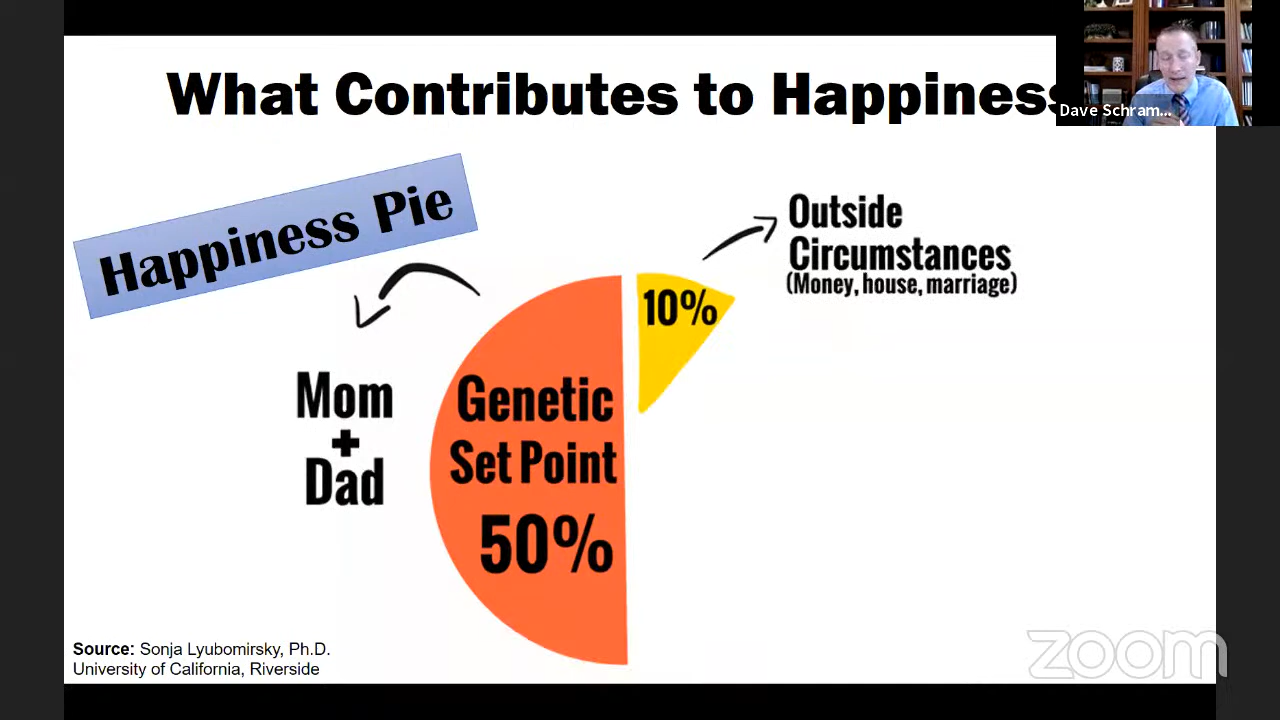 What Contributes to Happiness
Dave Schram...
Happiness Pie
Outside
Circumstances
(Money, house, marriage)
10%
Mom
+
Dad
Genetic
Set Point
50%
Source: Sonja Lyubomirsky, Ph.D.
University of California, Riverside
zoom